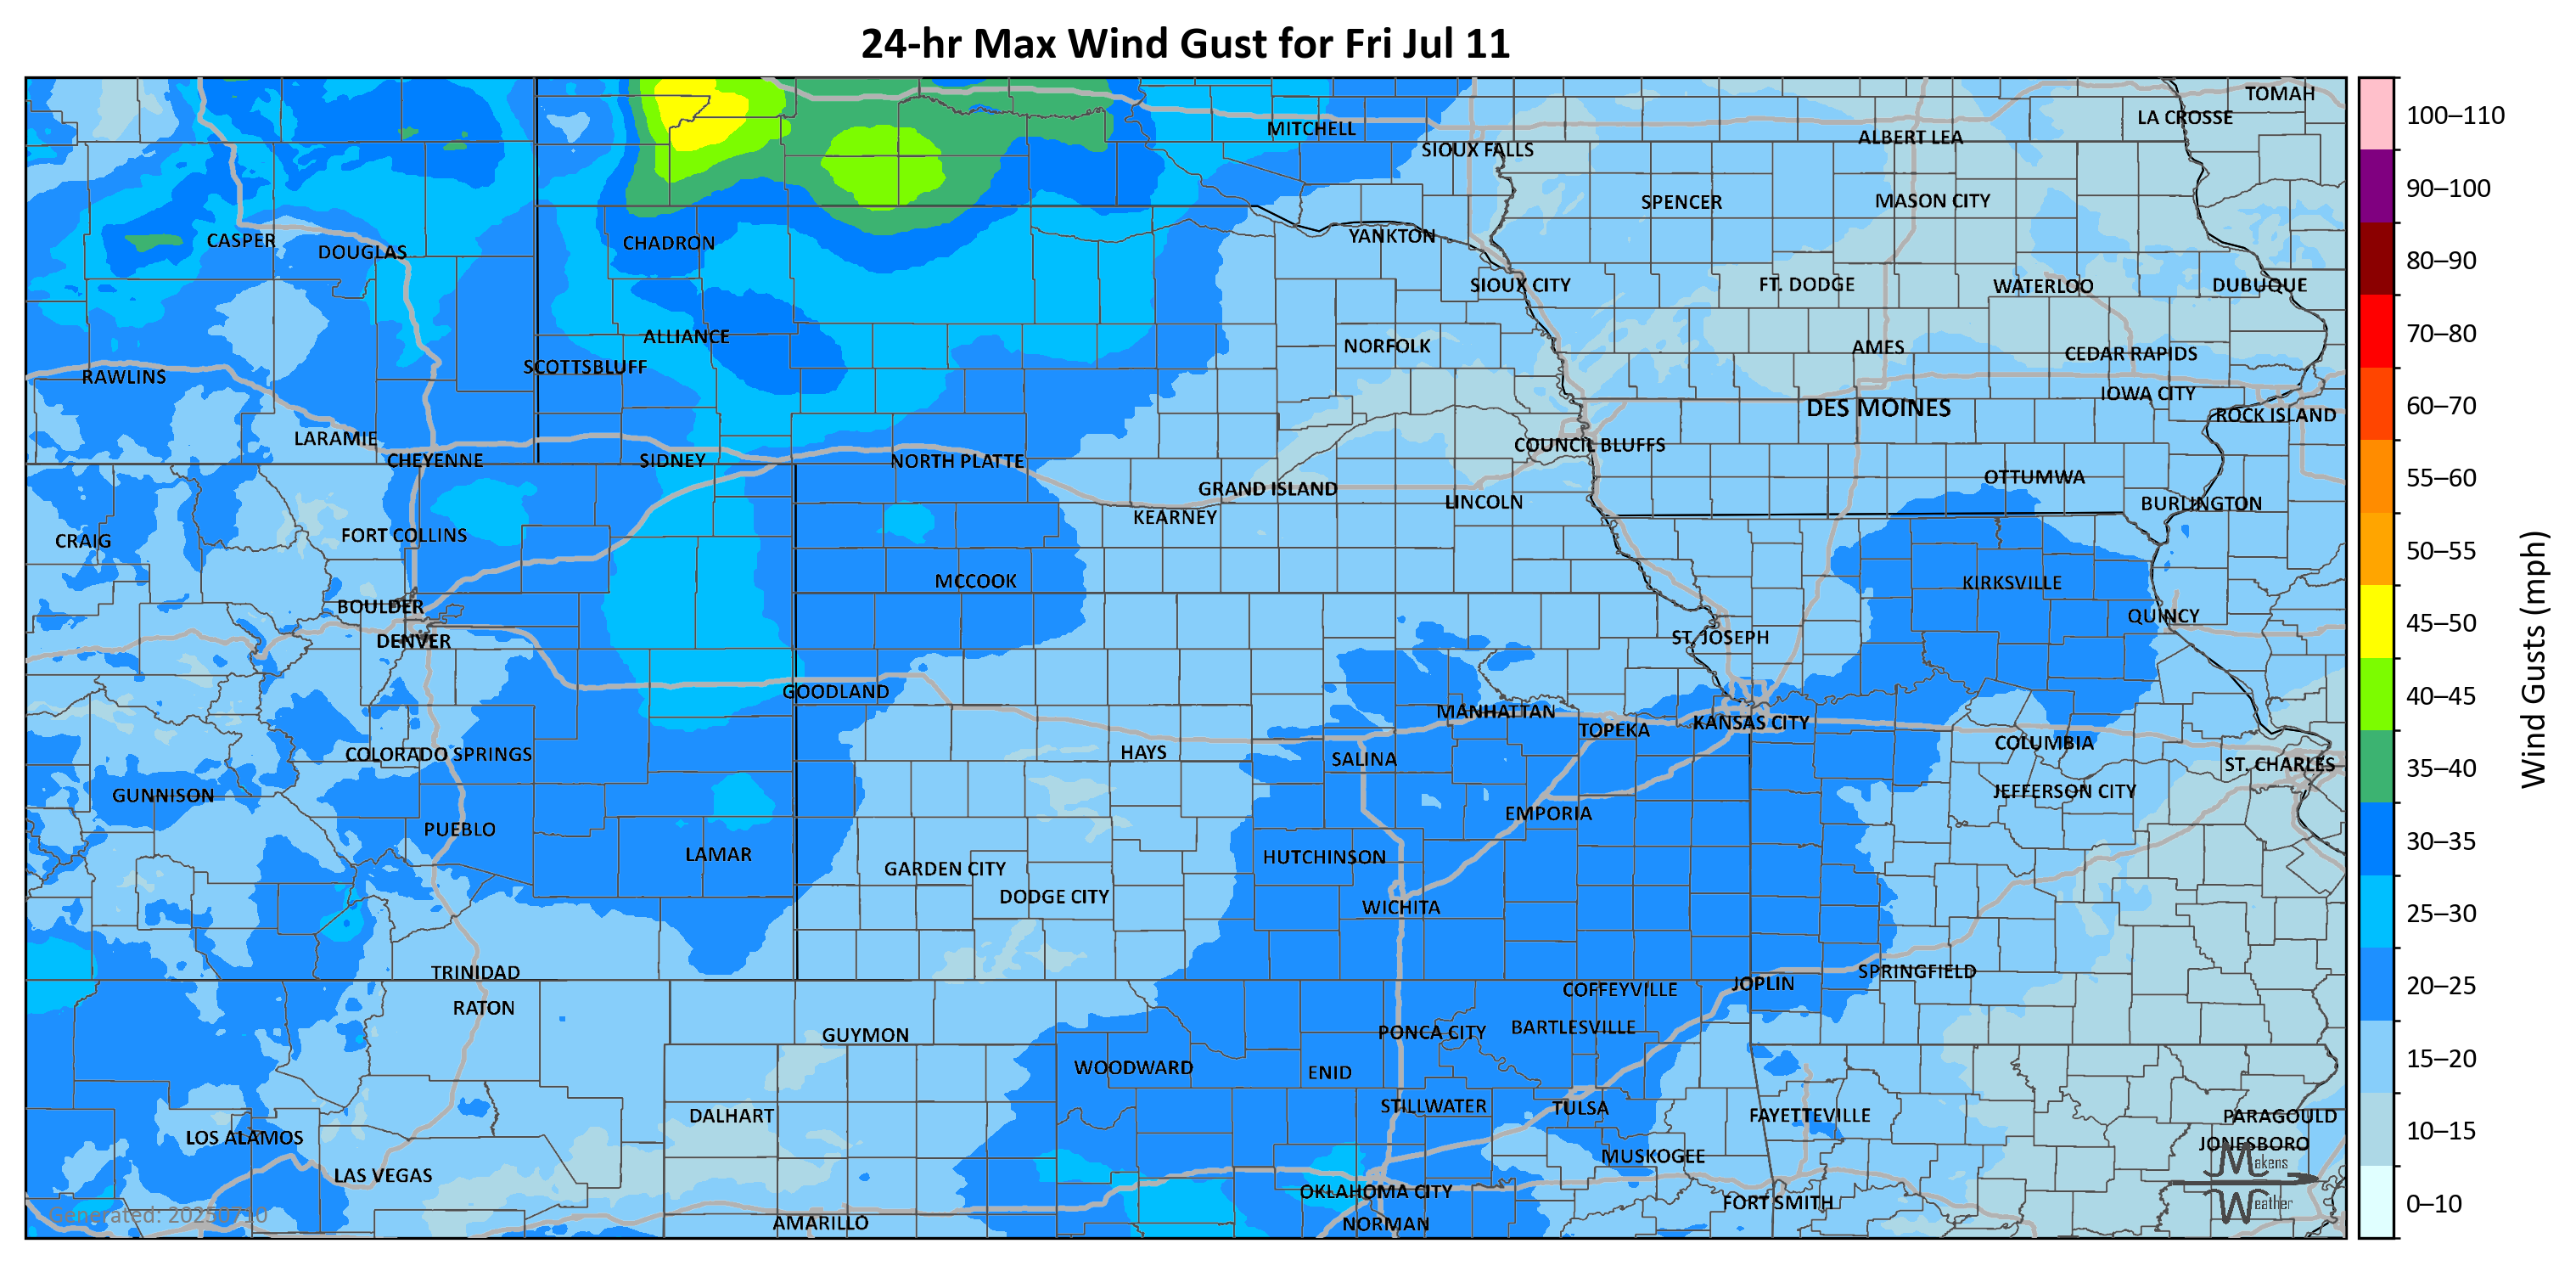 24-hr Max Wind Gust for Fri Jul 11
TOMAH
LA CROSSE
MITCHELL
ALBERT LEA
SIOUX FALLS
SPENCER
MASON CITY
YANKTON
CASPER
CHADRON
DOUGLAS
SIOUX CITY
FT. DODGE
WATERLOO
DUBUQUE
ALLIANCE
NORFOLK
AMES
CEDAR RAPIDS
SCOTTSBLUFF
RAWLINS
IOWA CITY
DES MOINES
ROCK ISLAND
LARAMIE
COUNCIL BLUFFS
CHEYENNE
SIDNEY
NORTH PLATTE
OTTUMWA
GRAND ISLAND
LINCOLN
BURLINGTON
KEARNEY
FORT COLLINS
CRAIG
MCCOOK
KIRKSVILLE
BOULDER
QUINCY
DENVER
ST. JOSEPH
GOODLAND
MANHATTAN
TOPEKA
KANSAS CITY
COLUMBIA
COLORADO SPRINGS
HAYS
SALINA
ST. CHARLES
GUNNISON
JEFFERSON CITY
EMPORIA
PUEBLO
LAMAR
HUTCHINSON
GARDEN CITY
DODGE CITY
WICHITA
TRINIDAD
SPRINGFIELD
JOPLIN
COFFEYVILLE
RATON
GUYMON
PONCA CITY
BARTLESVILLE
WOODWARD
ENID
STILLWATER
TULSA
DALHART
FAYETTEVILLE
PARAGOULD
LOS ALAMOS
JONESBORO
MUSKOGEE
LAS VEGAS
OKLAHOMA CITY
FORT SMITH
AMARILLO
NORMAN
Generated: 20250710
Makens
Weather
100–110
90–100
80–90
70–80
60–70
55–60
50–55
45–50
40–45
35–40
30–35
25–30
20–25
15–20
10–15
0–10
Wind Gusts (mph)